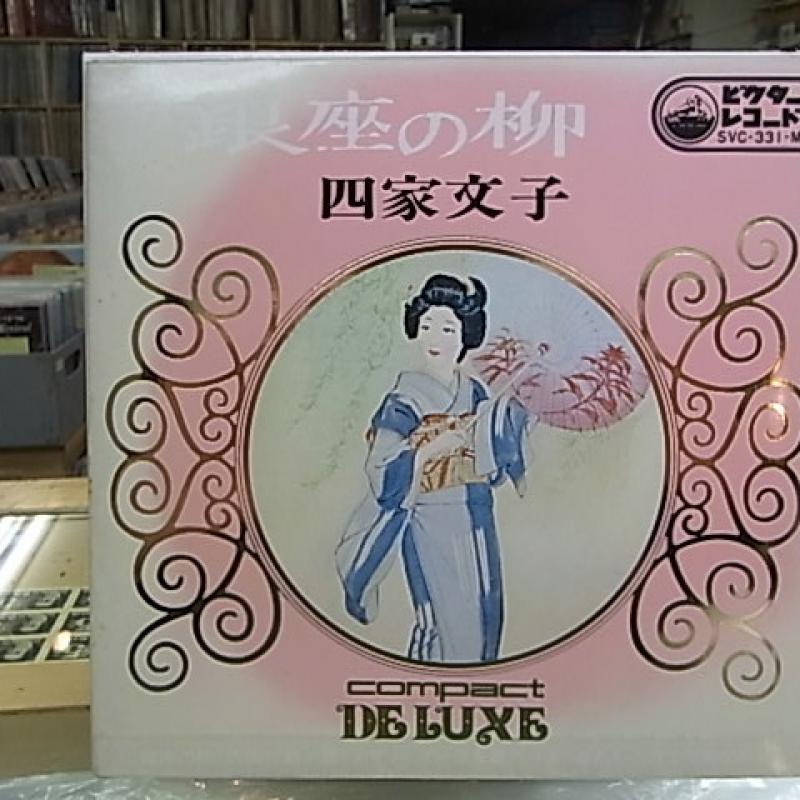 銀座の柳
ビクター
レコード
SVC-331-M
四家文子
compact
DELUXE